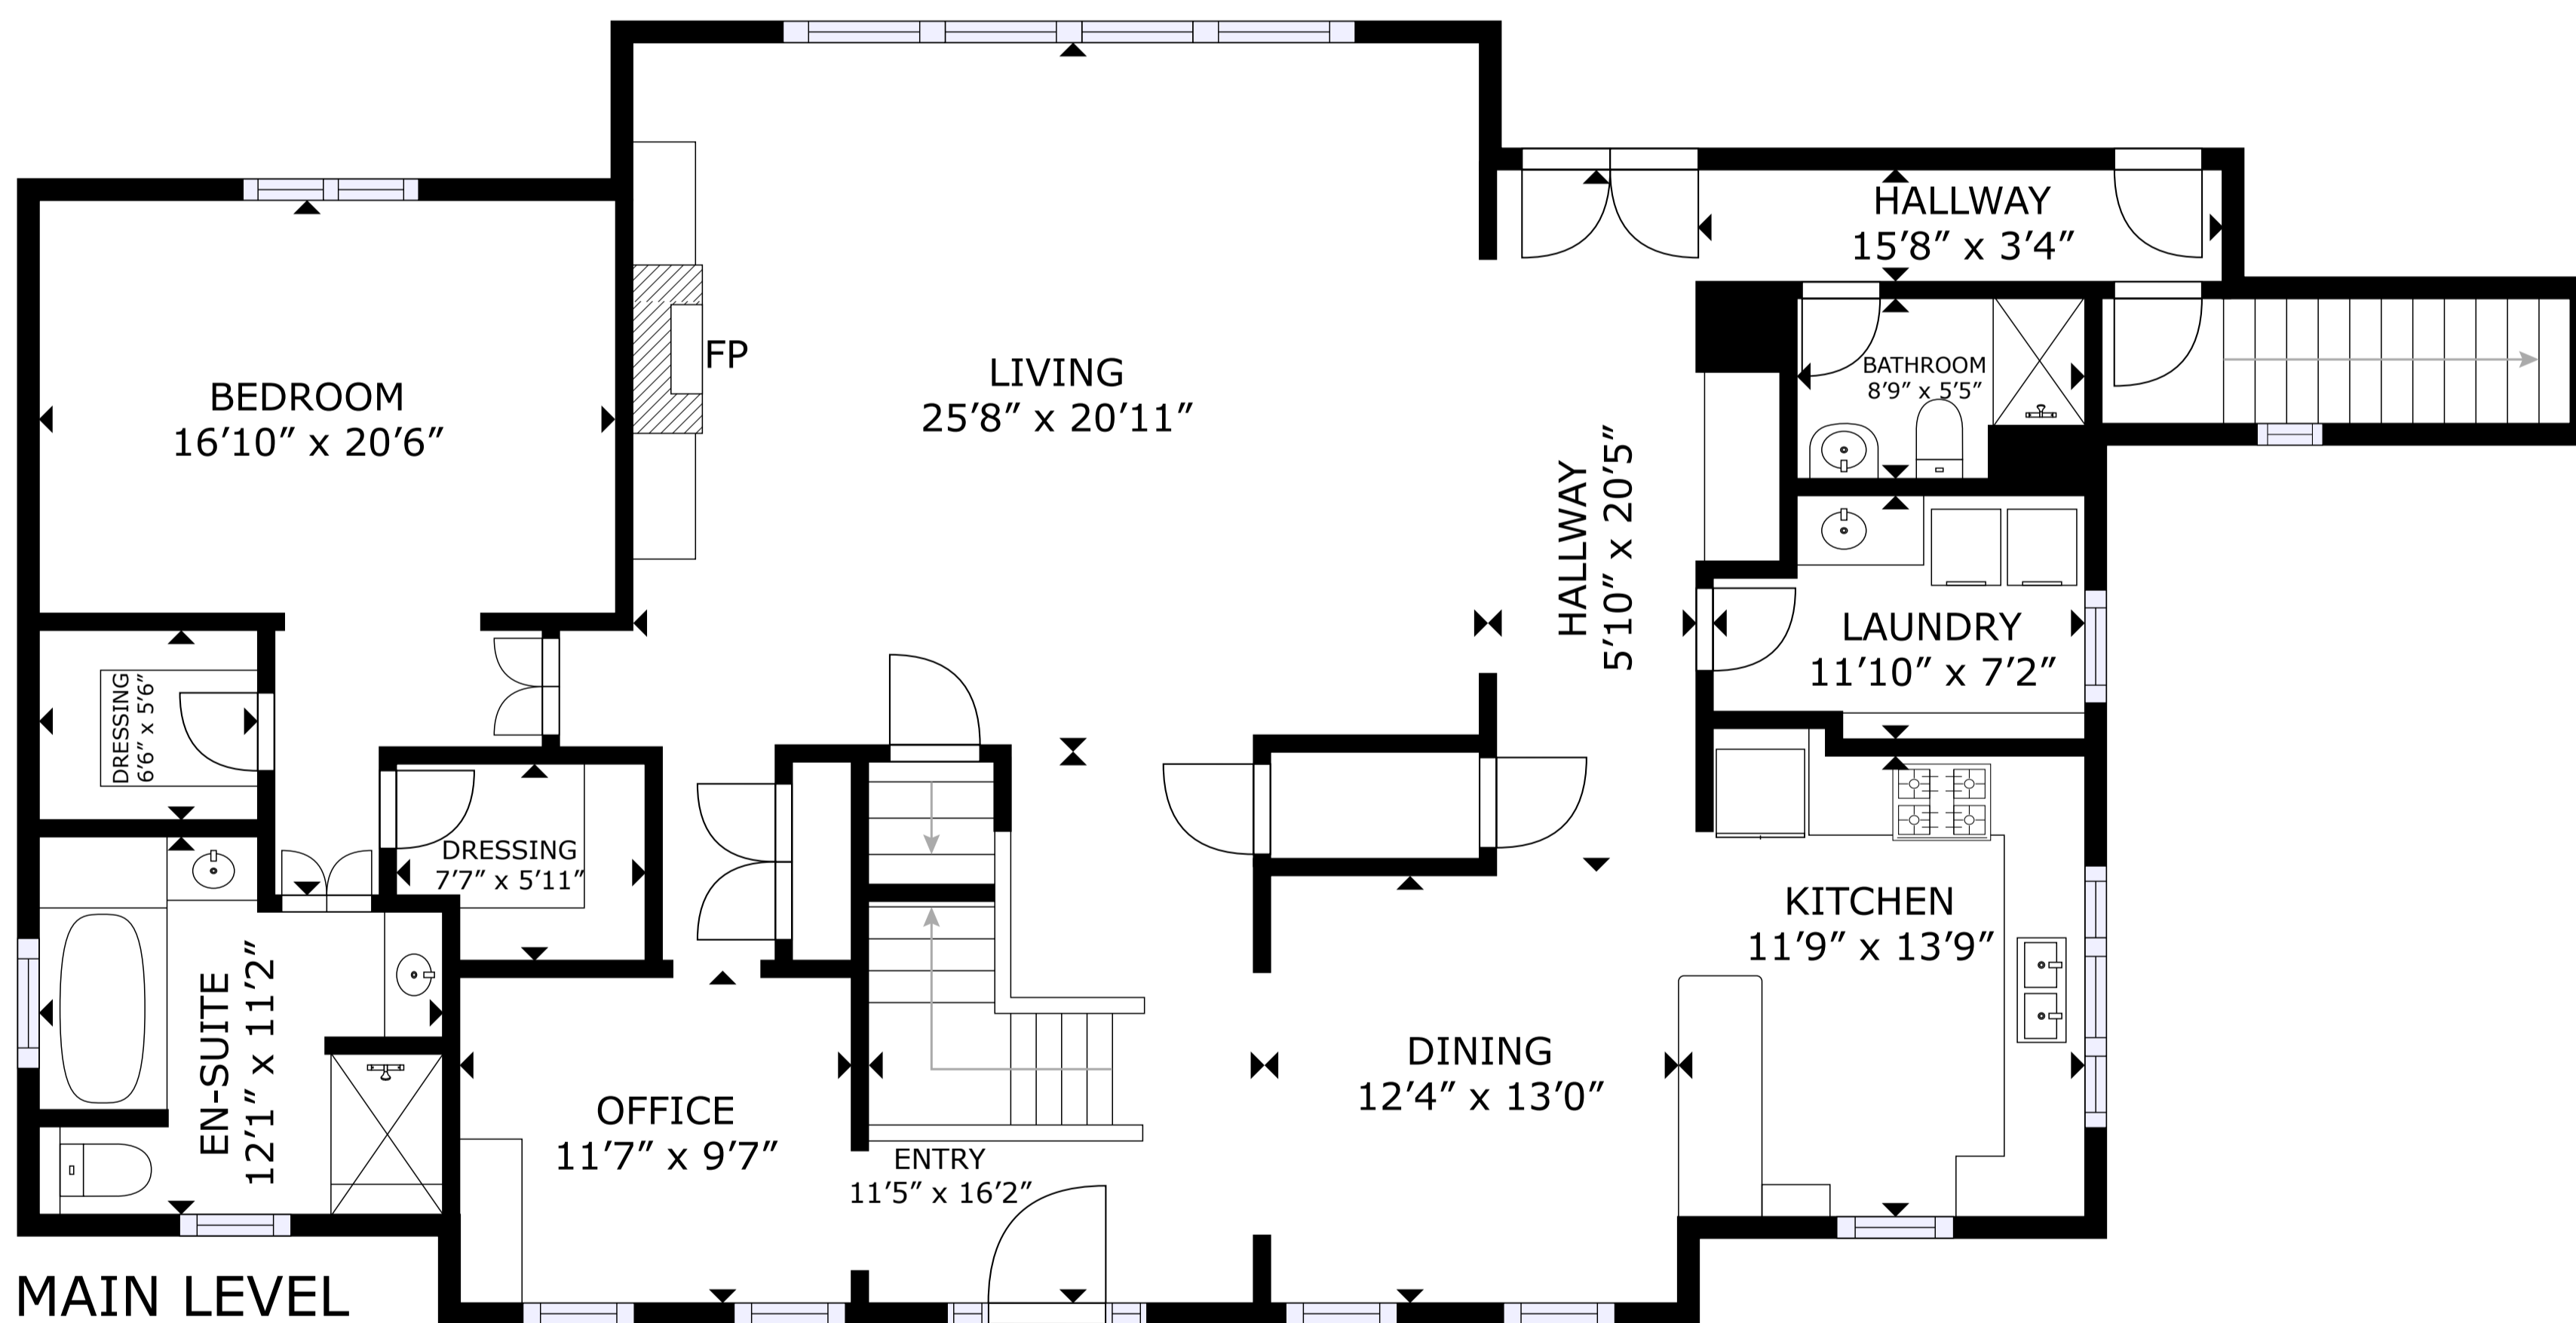 HALLWAY
15'8" x 3'4"
FP
LIVING
25'8" x 20'11"
BEDROOM
16'10" x 20'6"
BATHROOM
8'9" x 5'5"
HALLWAY
5'10" x 20'5"
LAUNDRY
11'10" x 7'2"
DRESSING
6'6" x 5'6"
DRESSING
7'7" x 5'11"
KITCHEN
11'9" x 13'9"
EN-SUITE
12'1" x 11'2"
DINING
12'4" x 13'0"
OFFICE
11'7" x 9'7"
ENTRY
11'5" x 16'2"
MAIN LEVEL